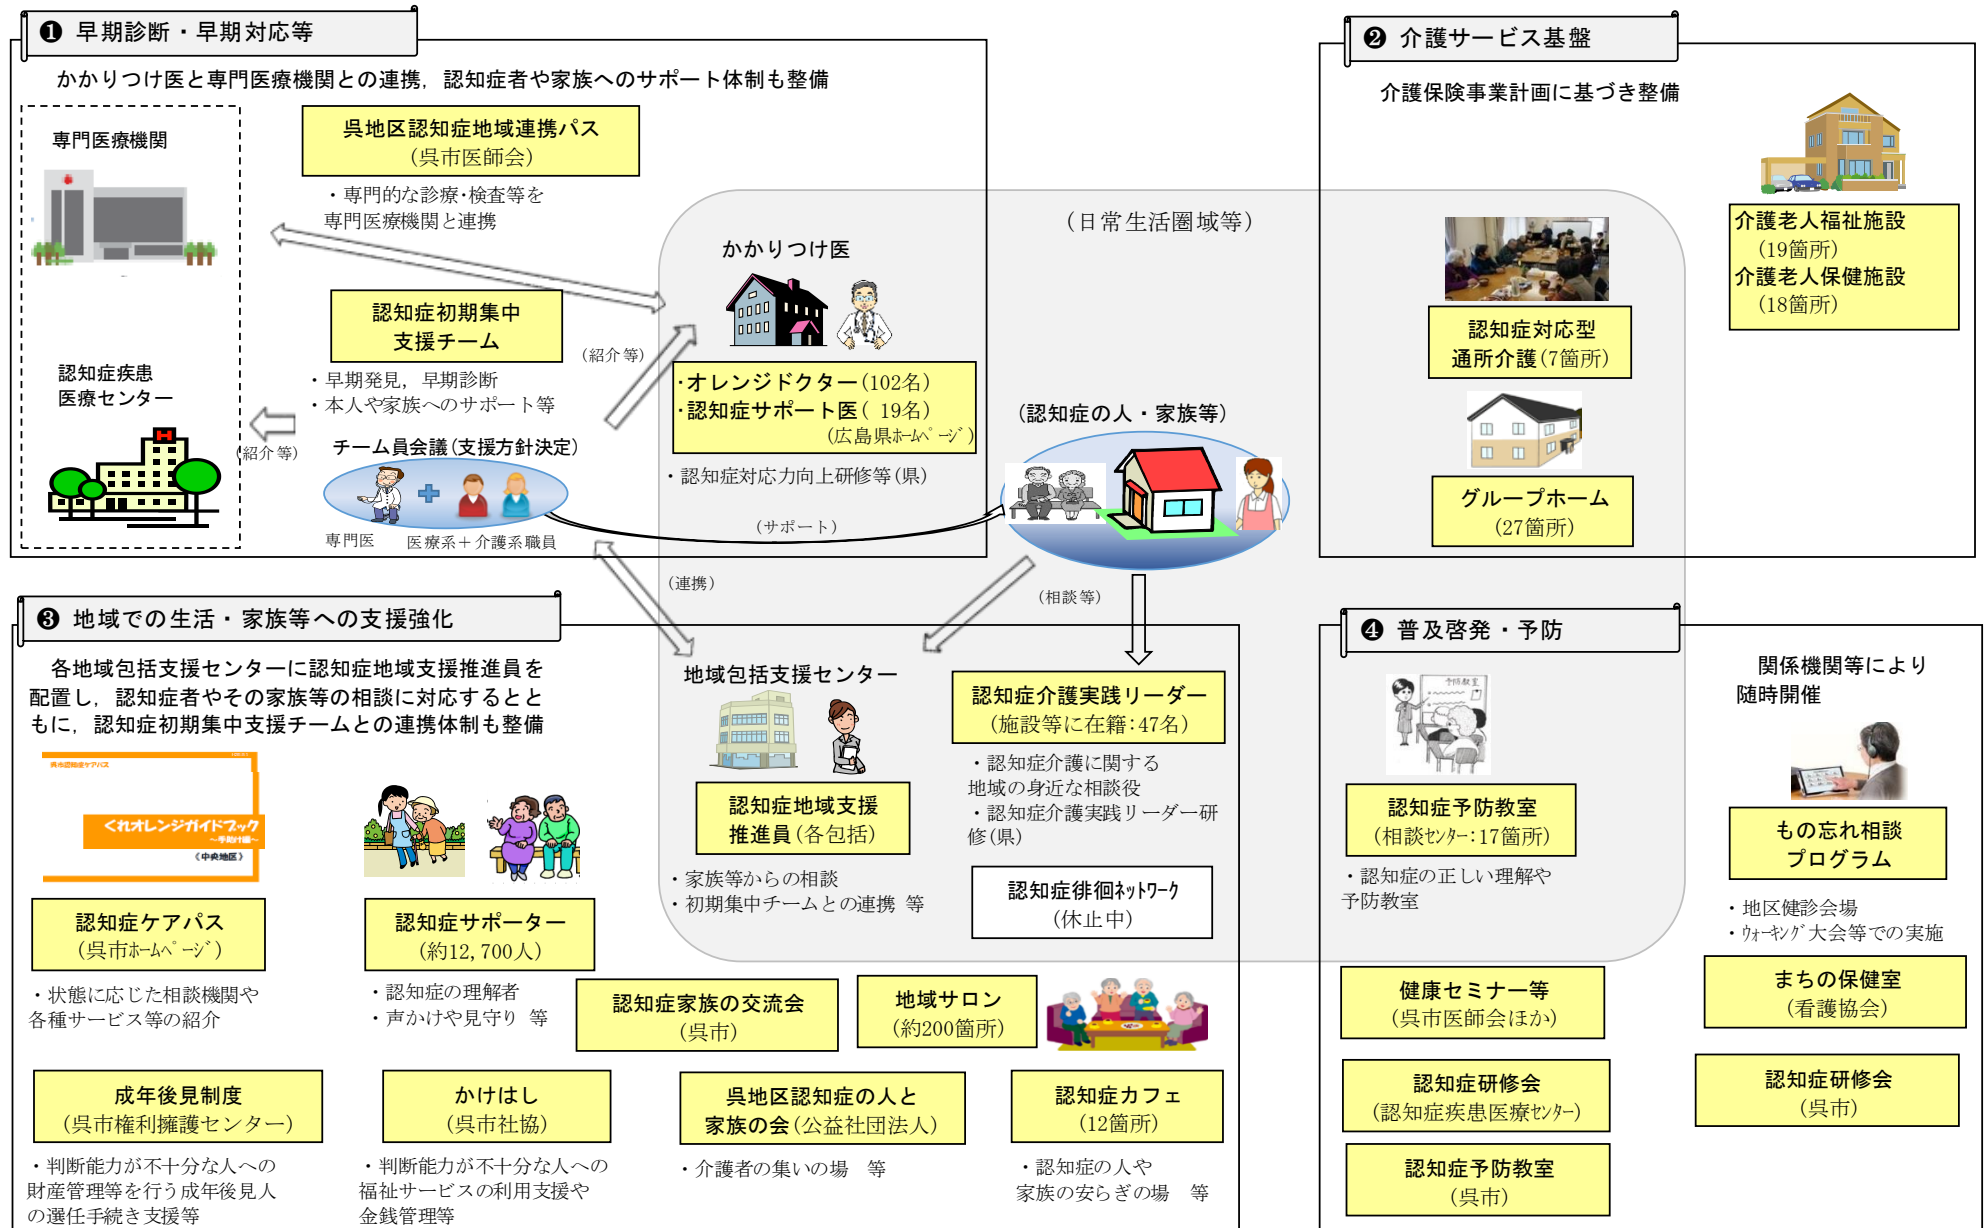 ❶ 早期診断・早期対応等
かかりつけ医と専門医療機関との連携，認知症者や家族へのサポート体制も整備
専門医療機関
呉地区認知症地域連携パス
(呉市医師会)
・専門的な診療・検査等を
専門医療機関と連携
認知症初期集中
支援チーム
・早期発見，早期診断
・本人や家族へのサポート等
(紹介等)
認知症疾患
医療センター
(紹介等)
チーム員会議(支援方針決定)
専門医
医療系＋介護系職員
(日常生活圏域等)
かかりつけ医
・オレンジドクター(102名)
・認知症サポート医( 19名)
(広島県ﾎｰﾑﾍﾟｰｼﾞ)
・認知症対応力向上研修等(県)
(サポート)
(認知症の人・家族等)
(連携)
(相談等)
❷ 介護サービス基盤
介護保険事業計画に基づき整備
介護老人福祉施設
(19箇所)
介護老人保健施設
(18箇所)
認知症対応型
通所介護(7箇所)
グループホーム
(27箇所)
❸ 地域での生活・家族等への支援強化
各地域包括支援センターに認知症地域支援推進員を
配置し，認知症者やその家族等の相談に対応するとと
もに，認知症初期集中支援チームとの連携体制も整備
呉市認知症ケアパス
くれオレンジガイドブック
～手助け編～
《中央地区》
認知症ケアパス
(呉市ﾎｰﾑﾍﾟｰｼﾞ)
・状態に応じた相談機関や
各種サービス等の紹介
認知症サポーター
(約12,700人)
・認知症の理解者
・声かけや見守り 等
地域包括支援センター
認知症地域支援
推進員(各包括)
・家族等からの相談
・初期集中チームとの連携 等
認知症介護実践リーダー
(施設等に在籍:47名)
・認知症介護に関する
地域の身近な相談役
・認知症介護実践リーダー研
修(県)
認知症徘徊ﾈｯﾄﾜｰｸ
(休止中)
認知症家族の交流会
(呉市)
地域サロン
(約200箇所)
成年後見制度
(呉市権利擁護センター)
・判断能力が不十分な人への
財産管理等を行う成年後見人
の選任手続き支援等
かけはし
(呉市社協)
・判断能力が不十分な人への
福祉サービスの利用支援や
金銭管理等
呉地区認知症の人と
家族の会(公益社団法人)
・介護者の集いの場 等
認知症カフェ
(12箇所)
・認知症の人や
家族の安らぎの場 等
❹ 普及啓発・予防
関係機関等により
随時開催
予防教室
認知症予防教室
(相談ｾﾝﾀｰ:17箇所)
・認知症の正しい理解や
予防教室
もの忘れ相談
プログラム
・地区健診会場
・ｳｫｰｷﾝｸﾞ大会等での実施
健康セミナー等
(呉市医師会ほか)
まちの保健室
(看護協会)
認知症研修会
(認知症疾患医療ｾﾝﾀｰ)
認知症研修会
(呉市)
認知症予防教室
(呉市)